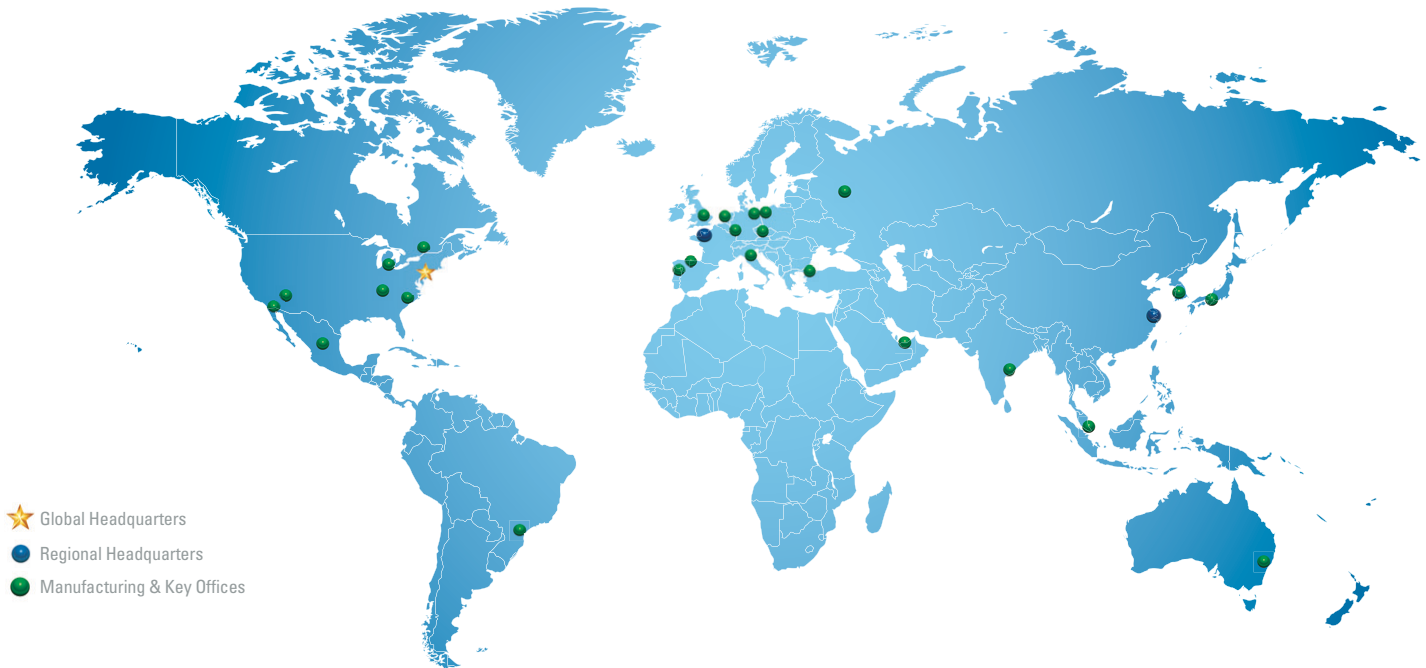 Global Headquarters
Regional Headquarters
Manufacturing & Key Offices